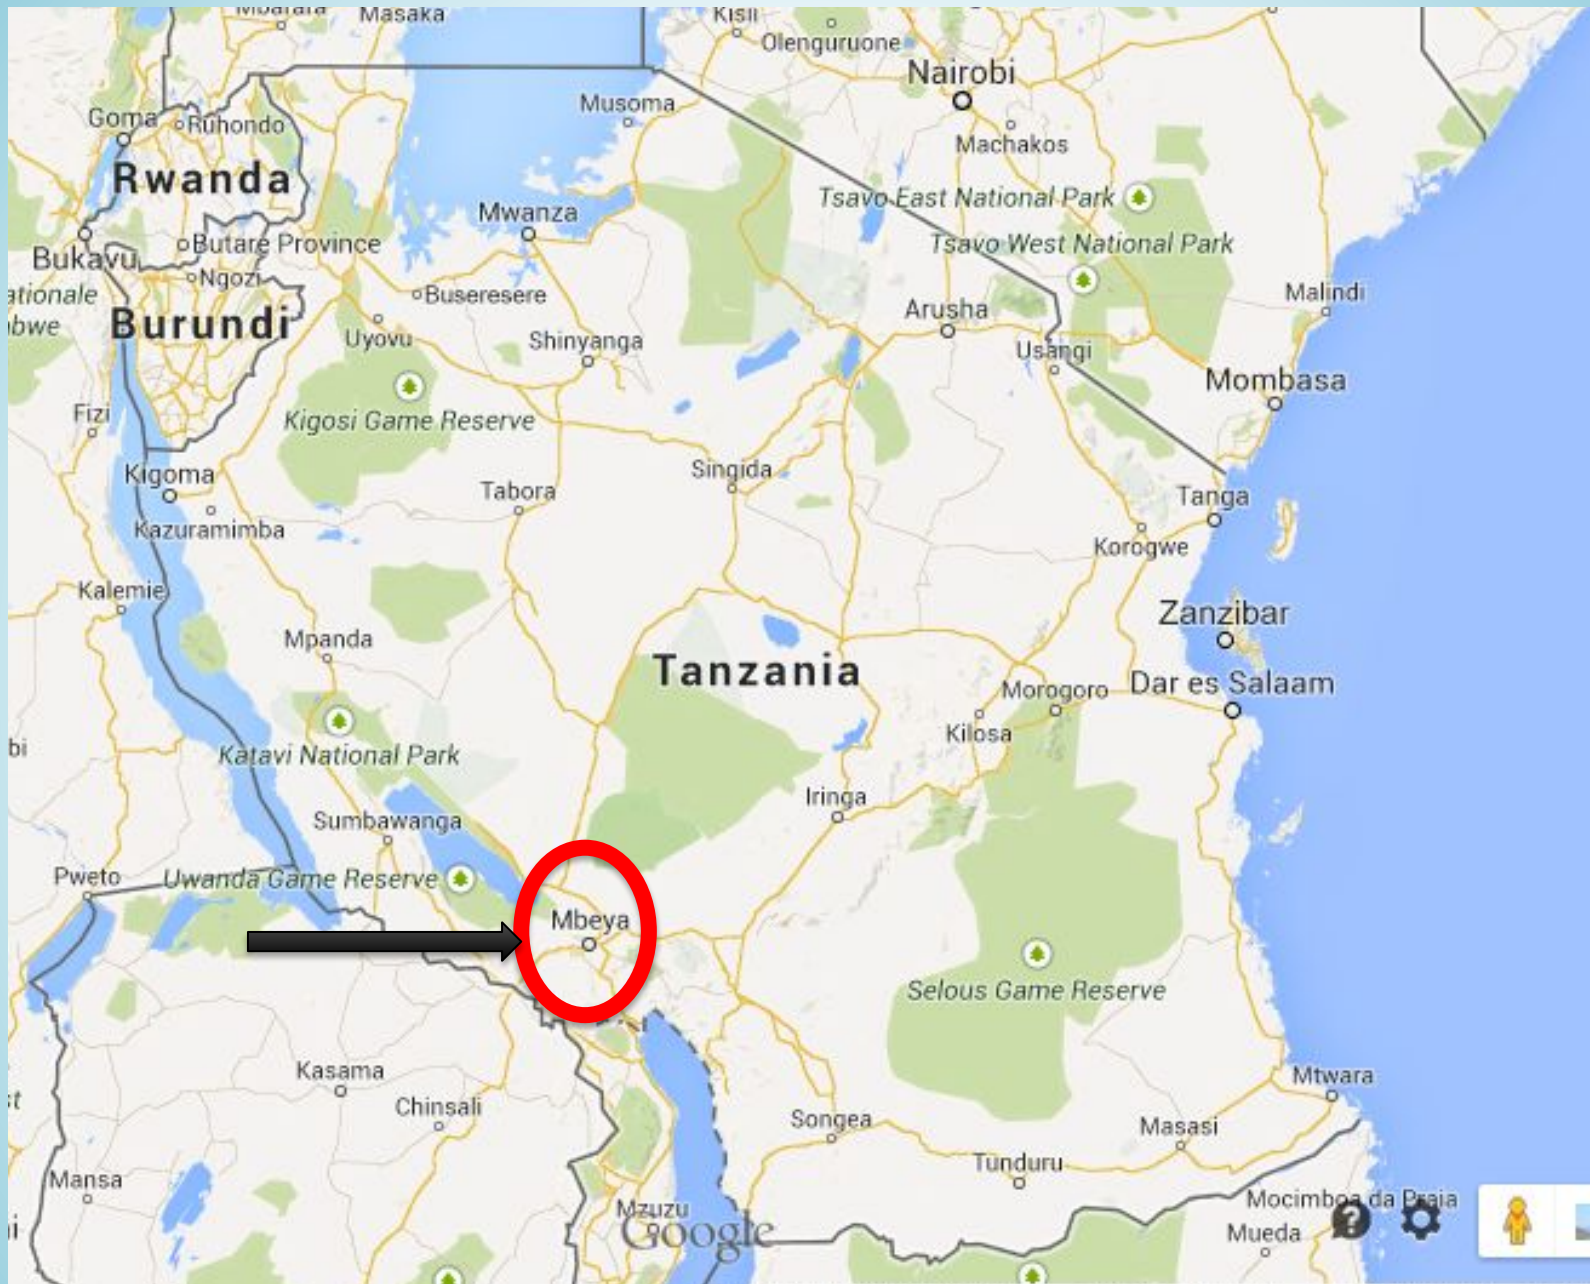 Mbarara
Masaka
Kisii
Olenguruone
Nairobi
Goma
Ruhondo
Musoma
Machakos
Rwanda
Tsavo East National Park
Mwanza
Butare Province
Tsavo West National Park
Bukavu
Ngozi
Buseresere
Malindi
Burundi
Arusha
Uyovu
Shinyanga
Usangi
Mombasa
Fizi
Kigosi Game Reserve
Kigoma
Singida
Tabora
Tanga
Kazuramimba
Korogwe
Kalemie
Zanzibar
Mpanda
Tanzania
Morogoro
Dar es Salaam
Kilosa
Katavi National Park
Iringa
Sumbawanga
Pweto
Uwanda Game Reserve
Mbeya
Selous Game Reserve
Kasama
Mtwara
Chinsali
Songea
Masasi
Tunduru
Mansa
Mocimboa da Praia
Mzuzu
Google
Mueda